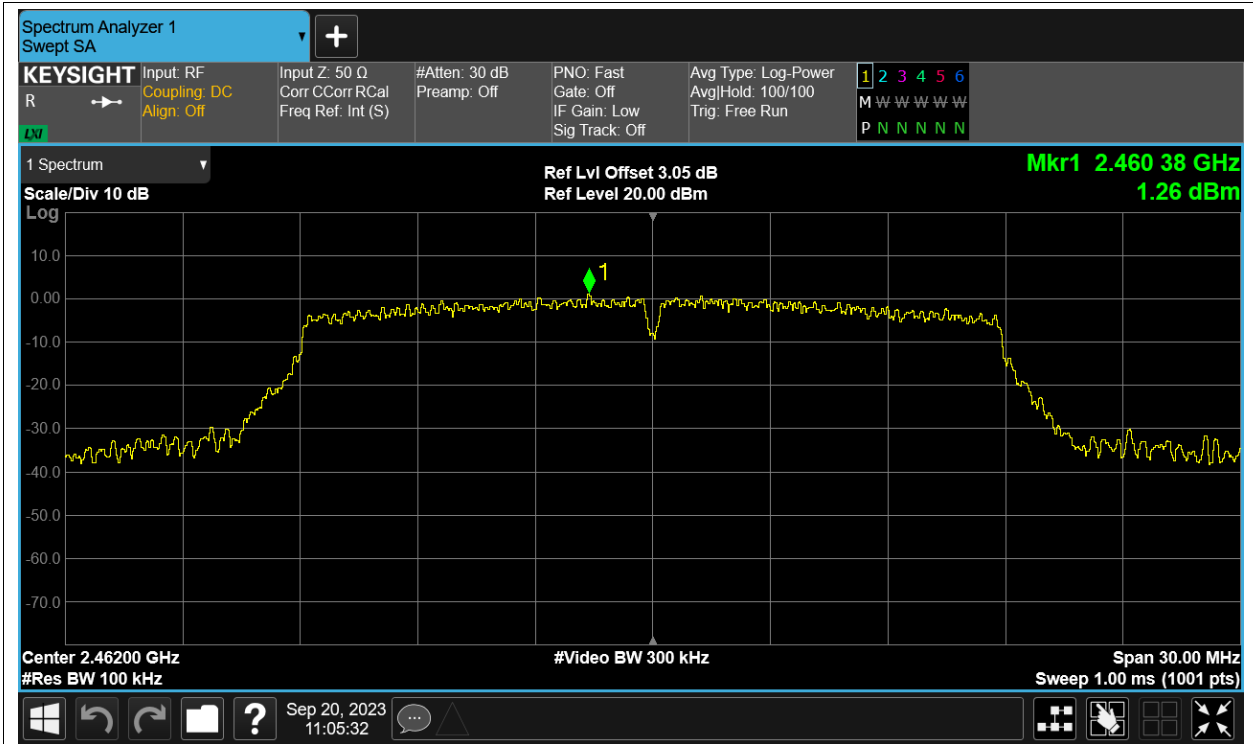 Spectrum Analyzer 1
Swept SA
KEYSIGHT
R
LXI
Input: RF
Coupling: DC
Align: Off
Input Z: 50 Ω
Corr CCorr RCal
Freq Ref: Int (S)
#Atten: 30 dB
Preamp: Off
PNO: Fast
Gate: Off
IF Gain: Low
Sig Track: Off
Avg Type: Log-Power
Avg|Hold: 100/100
Trig: Free Run
1 2 3 4 5 6
M W W W W W
P N N N N N
1 Spectrum
Scale/Div 10 dB
Log
Ref Lvl Offset 3.05 dB
Ref Level 20.00 dBm
Mkr1 2.460 38 GHz
1.26 dBm
1
10.0
0.00
-10.0
-20.0
-30.0
-40.0
-50.0
-60.0
-70.0
Center 2.46200 GHz
#Res BW 100 kHz
#Video BW 300 kHz
Span 30.00 MHz
Sweep 1.00 ms (1001 pts)
?
Sep 20, 2023
11:05:32